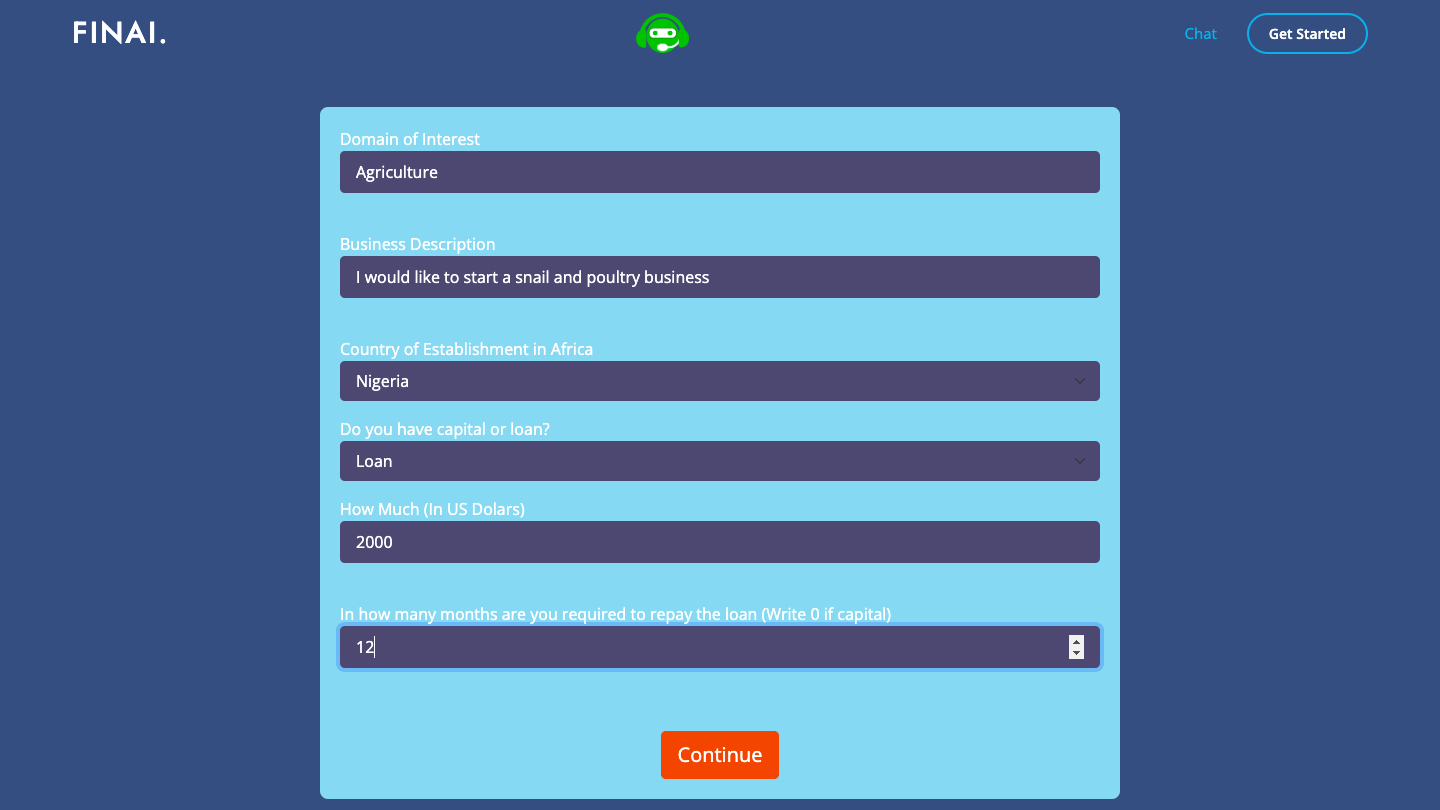 FINAI.
Chat
Get Started
Domain of Interest
Agriculture
Business Description
I would like to start a snail and poultry business
Country of Establishment in Africa
Nigeria
Do you have capital or loan?
Loan
How Much (In US Dolars)
2000
In how many months are you required to repay the loan (Write 0 if capital)
12
Continue